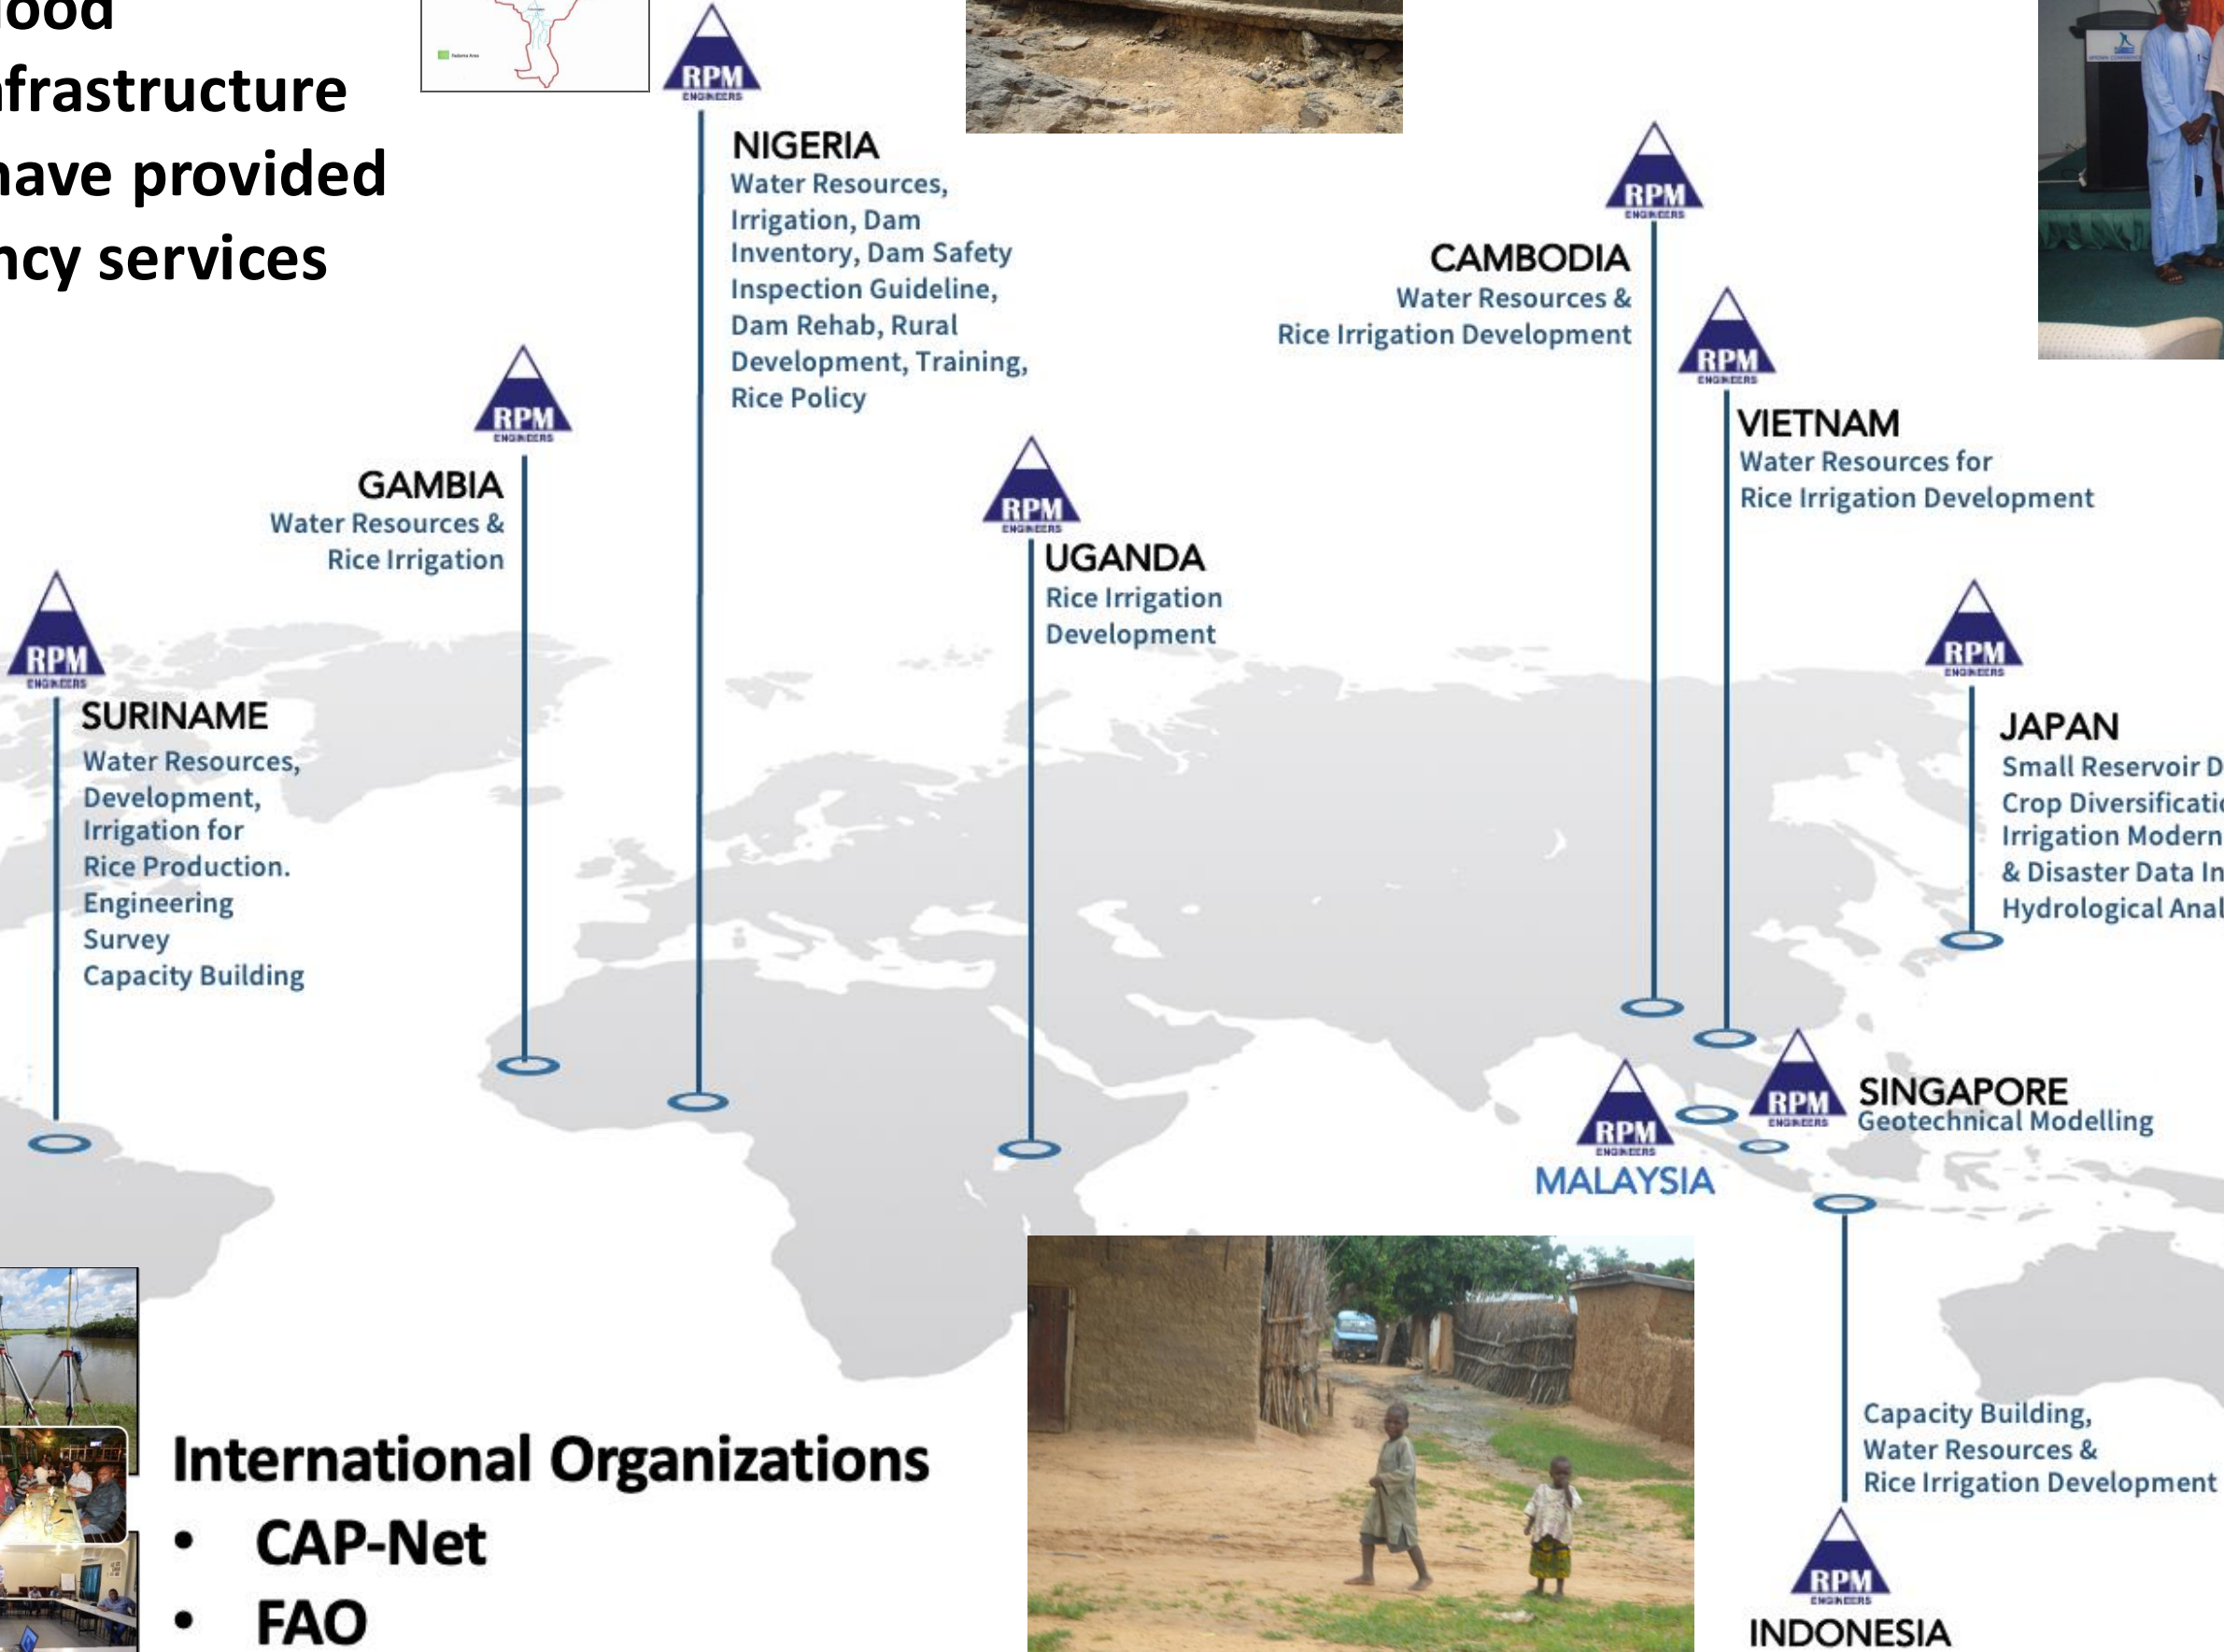 lood
nfrastructure
have provided
ncy services
RPM
ENGINEERS
NIGERIA
Water Resources,
Irrigation, Dam
Inventory, Dam Safety
Inspection Guideline,
Dam Rehab, Rural
Development, Training,
Rice Policy
RPM
ENGINEERS
CAMBODIA
Water Resources &
Rice Irrigation Development
RPM
ENGINEERS
VIETNAM
Water Resources for
Rice Irrigation Development
RPM
ENGINEERS
GAMBIA
Water Resources &
Rice Irrigation
RPM
ENGINEERS
UGANDA
Rice Irrigation
Development
RPM
ENGINEERS
SURINAME
Water Resources,
Development,
Irrigation for
Rice Production.
Engineering
Survey
Capacity Building
RPM
ENGINEERS
JAPAN
Small Reservoir D
Crop Diversificatio
Irrigation Modern
& Disaster Data In
Hydrological Anal
RPM
ENGINEERS
MALAYSIA
RPM
ENGINEERS
SINGAPORE
Geotechnical Modelling
Capacity Building,
Water Resources &
Rice Irrigation Development
RPM
ENGINEERS
INDONESIA
International Organizations
• CAP-Net
• FAO